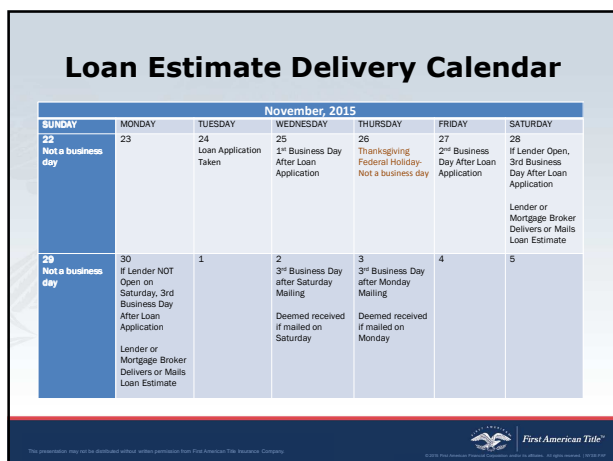 Loan Estimate Delivery Calendar
November, 2015
SUNDAY
MONDAY
TUESDAY
WEDNESDAY
THURSDAY
FRIDAY
SATURDAY
22
Not a business
day
23
24
Loan Application
Taken
25
1st Business Day
After Loan
Application
26
Thanksgiving
Federal Holiday-
Not a business day
27
2nd Business
Day After Loan
Application
28
If Lender Open,
3rd Business
Day After Loan
Application
Lender or
Mortgage Broker
Delivers or Mails
Loan Estimate
29
Not a business
day
30
If Lender NOT
Open on
Saturday, 3rd
Business Day
After Loan
Application
Lender or
Mortgage Broker
Delivers or Mails
Loan Estimate
1
2
3rd Business Day
after Saturday
Mailing
Deemed received
if mailed on
Saturday
3
3rd Business Day
after Monday
Mailing
Deemed received
if mailed on
Monday
4
5
This presentation may not be distributed without written permission from First American Title Insurance Company.
FIRST AMERICAN
First American Title™